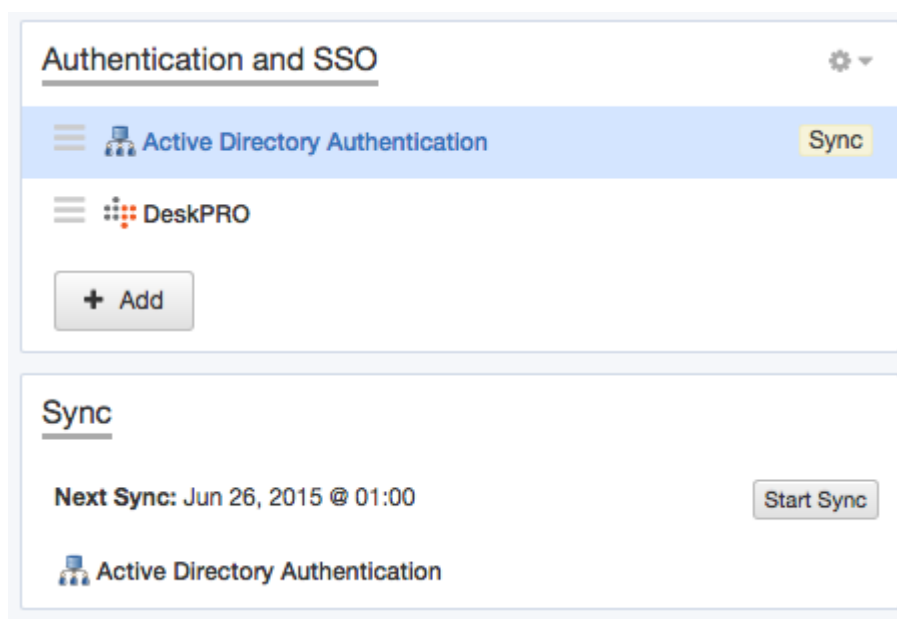 Authentication and SSO
Active Directory Authentication Sync
DeskPRO
+ Add
Sync
Next Sync: Jun 26, 2015 @ 01:00 Start Sync
Active Directory Authentication